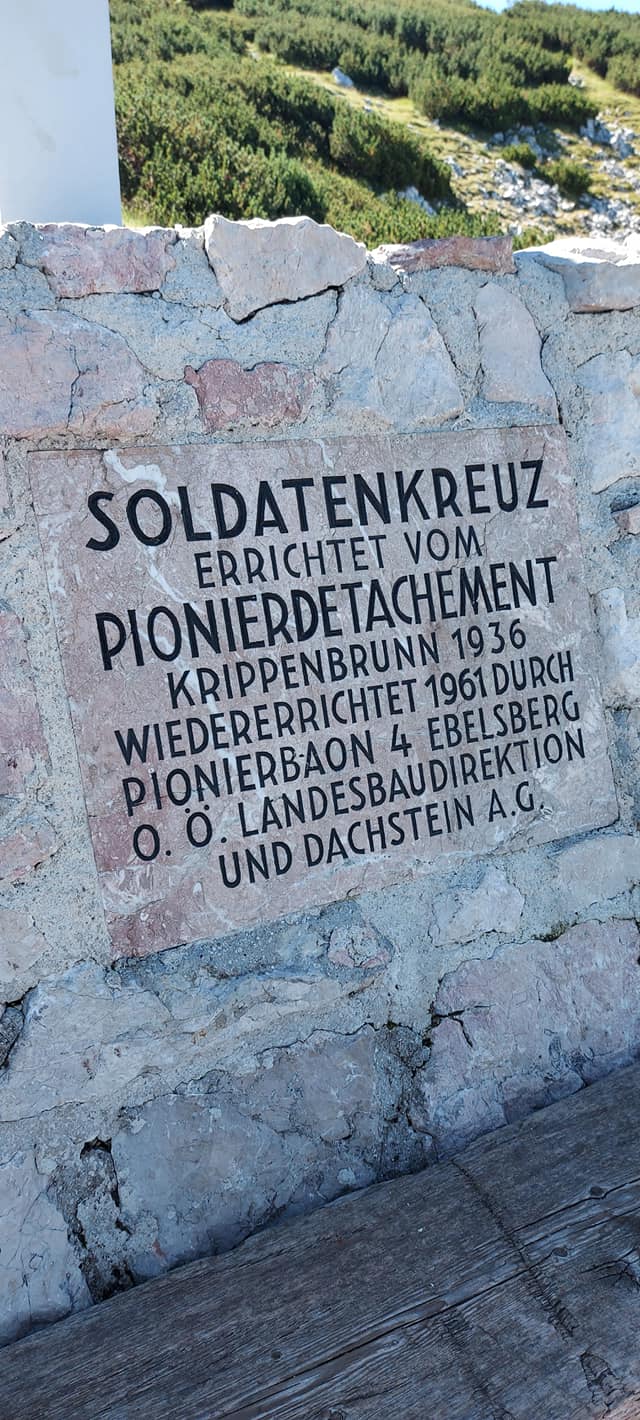 SOLDATENKREUZ
ERRICHTET VOM
PIONIERDETACHEMENT
KRIPPENBRUNN 1936
WIEDERERRICHTET 1961 DURCH
PIONIERBAON 4 EBELSBERG
O. Ö. LANDESBAUDIREKTION
UND DACHSTEIN A.G.